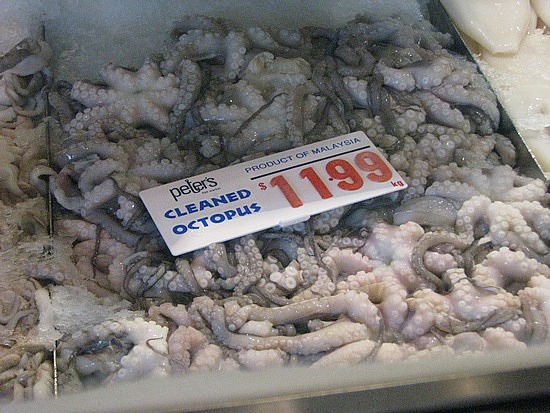 peter's
PRODUCT OF MALAYSIA
CLEANED
OCTOPUS
$1199
kg